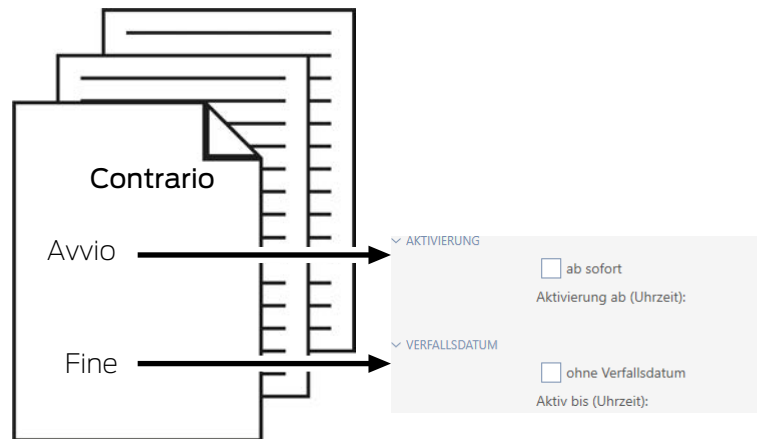 Contrario
Avvio
Fine
AKTIVIERUNG
ab sofort
Aktivierung ab (Uhrzeit):
VERFALLSDATUM
ohne Verfallsdatum
Aktiv bis (Uhrzeit):